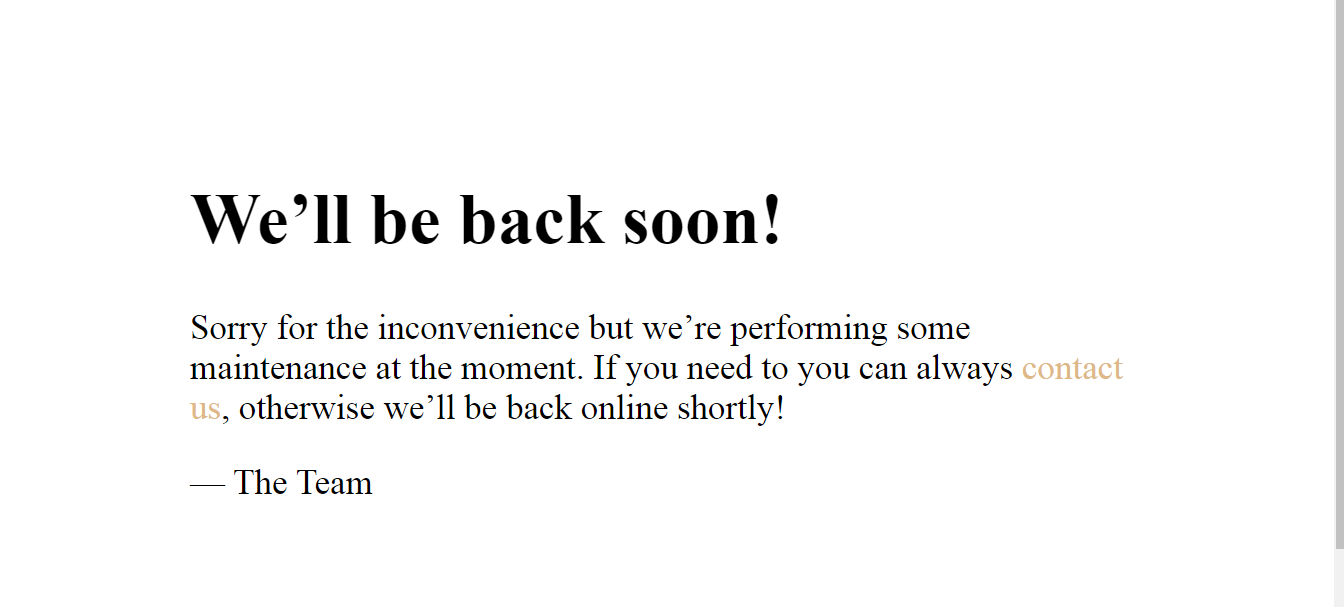 We’ll be back soon!
Sorry for the inconvenience but we’re performing some
maintenance at the moment. If you need to you can always contact
us, otherwise we’ll be back online shortly!
— The Team